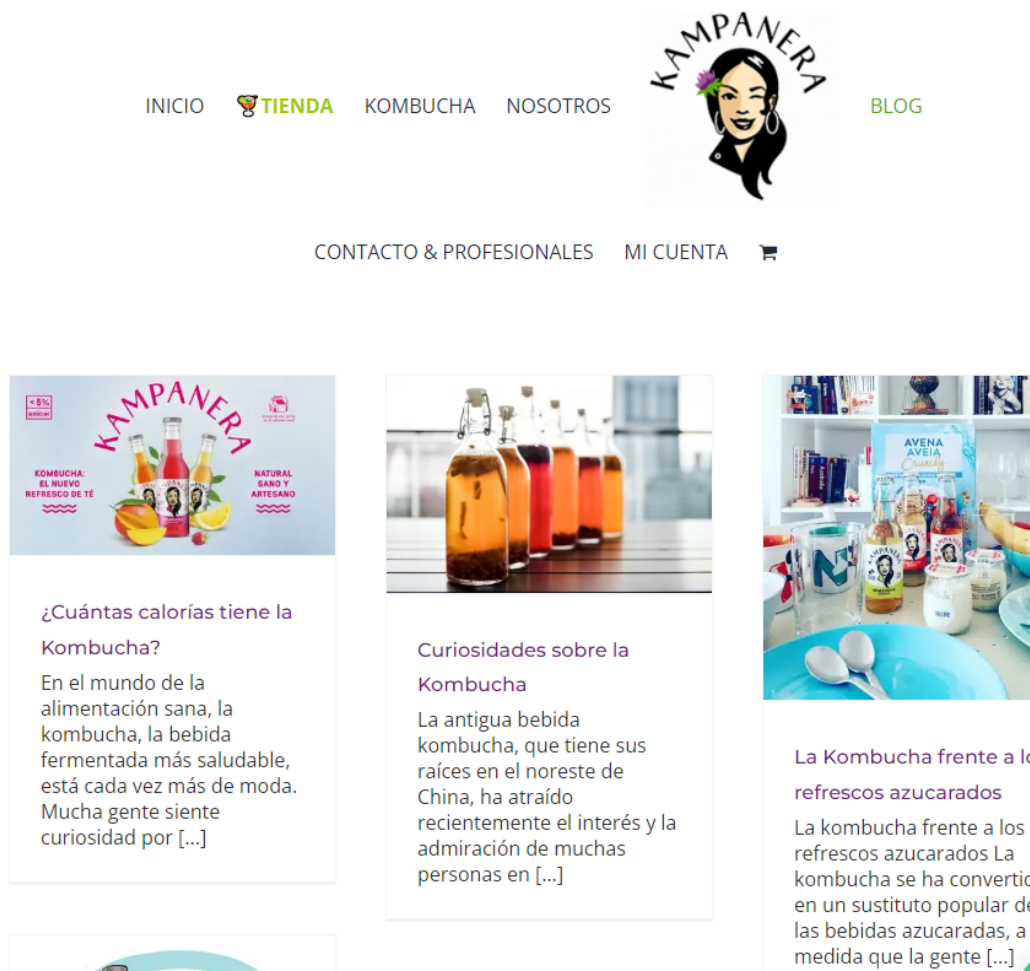 KAMPANERA
INICIO
TIENDA
KOMBUCHA
NOSOTROS
BLOG
CONTACTO & PROFESIONALES
MI CUENTA
< 5%
azúcar
KAMPANERA
KOMBUCHA:
EL NUEVO
REFRESCO DE TÉ
NATURAL
SANO Y
ARTESANO
¿Cuántas calorías tiene la
Kombucha?
En el mundo de la
alimentación sana, la
kombucha, la bebida
fermentada más saludable,
está cada vez más de moda.
Mucha gente siente
curiosidad por [...]
Curiosidades sobre la
Kombucha
La antigua bebida
kombucha, que tiene sus
raíces en el noreste de
China, ha atraído
recientemente el interés y la
admiración de muchas
personas en [...]
AVENA
AVEIA
Crunchy
KAMPANERA
La Kombucha frente a lo
refrescos azucarados
La kombucha frente a los
refrescos azucarados La
kombucha se ha convertid
en un sustituto popular de
las bebidas azucaradas, a
medida que la gente [...]